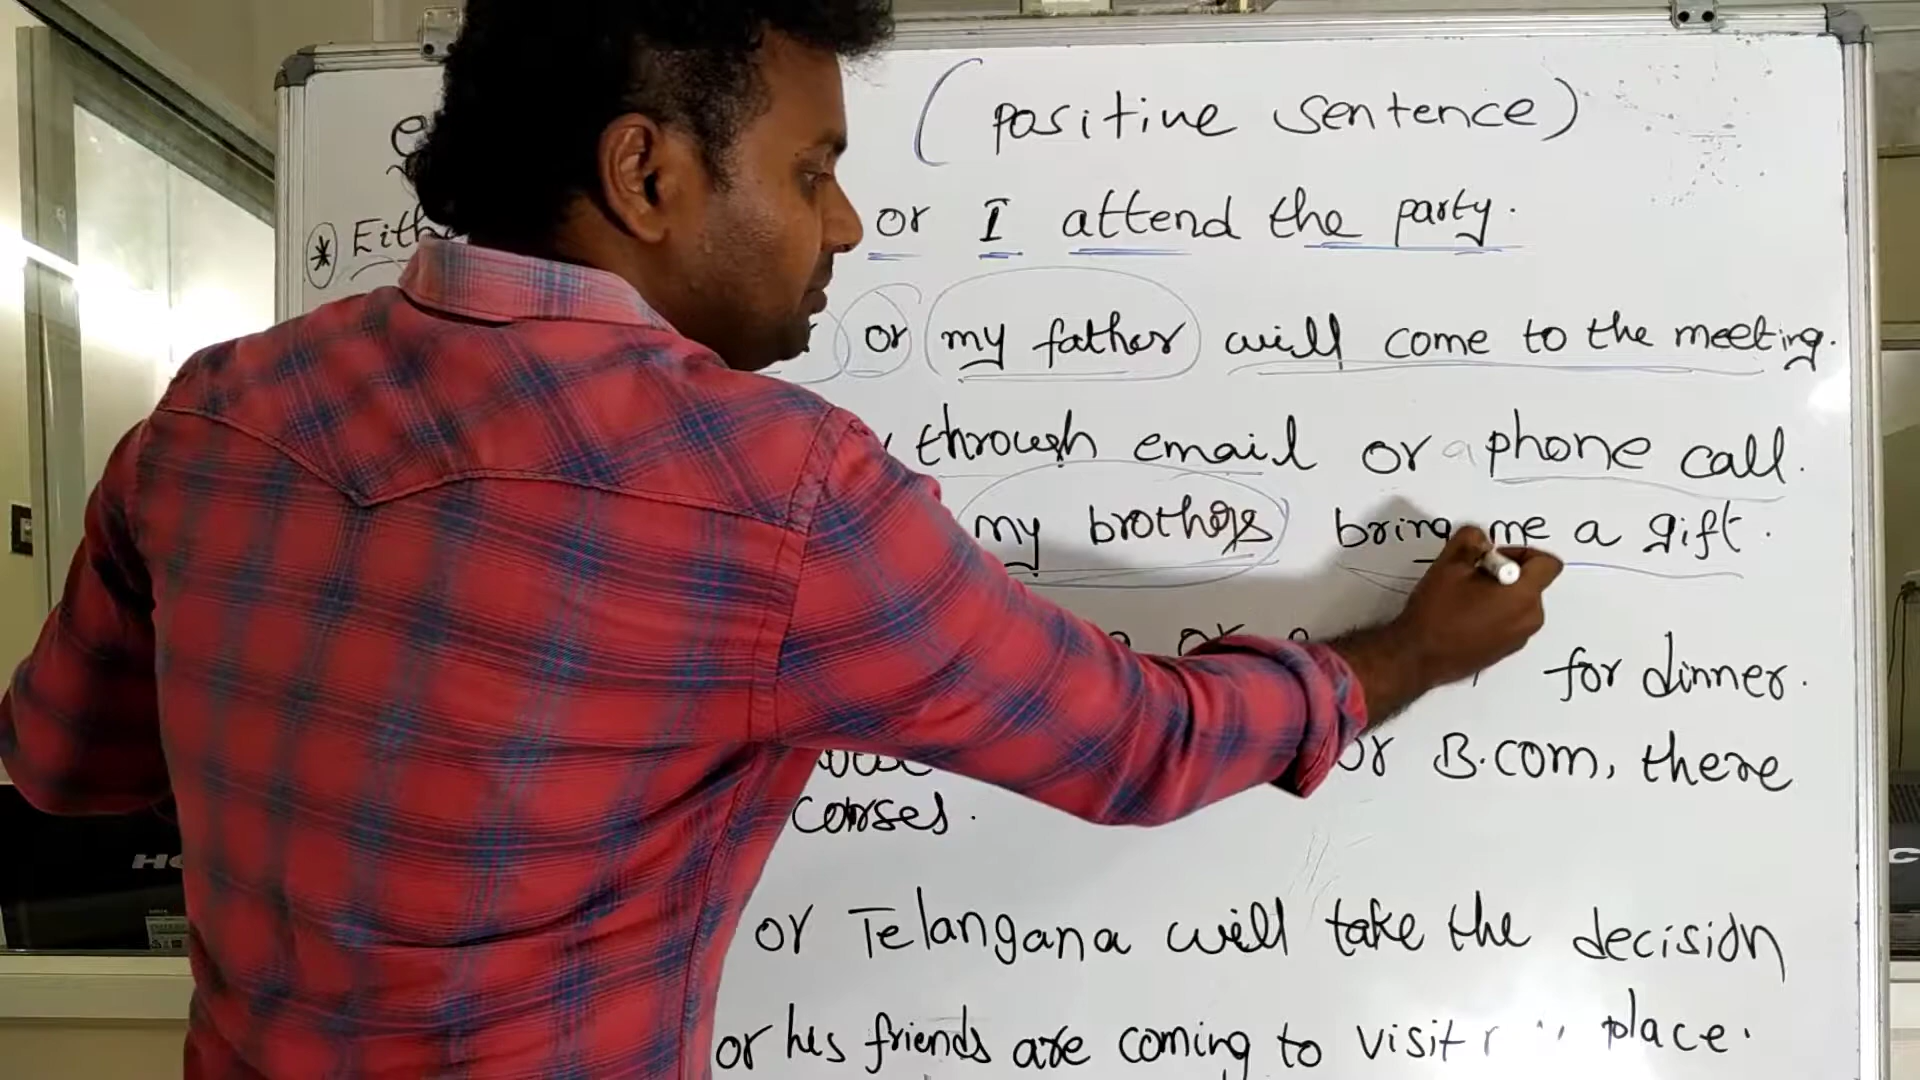 (positive sentence)
* Eith or I attend the party.
or my father will come to the meeting.
through email or a phone call.
my brothers bring me a gift.
or for dinner.
or B.com, there
courses.
or Telangana will take the decision
or his friends are coming to visit place.